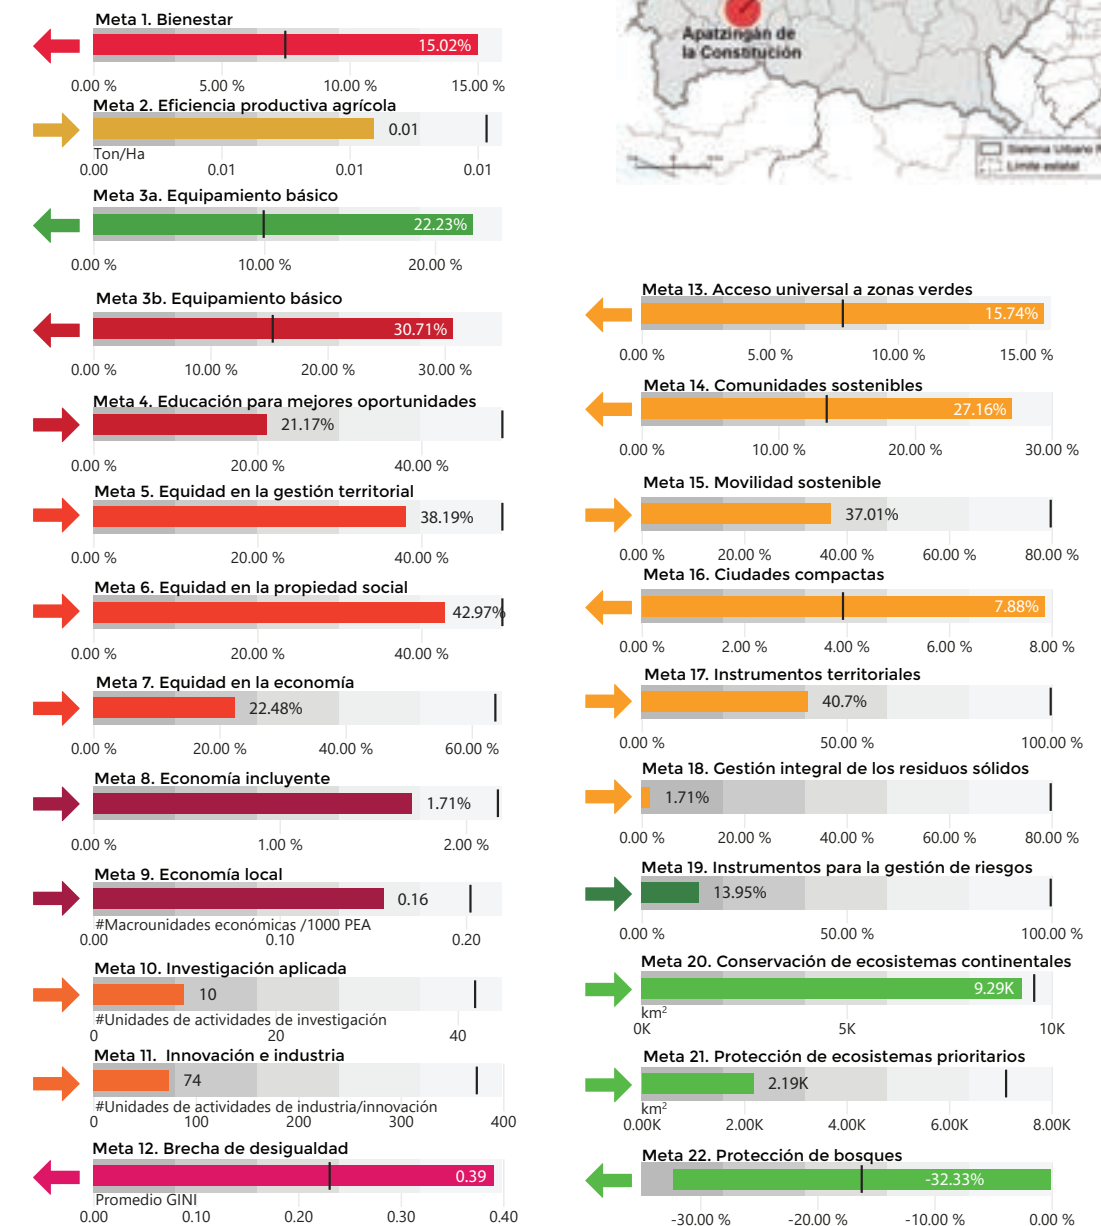 Meta 1. Bienestar
15.02%
0.00 % 5.00 % 10.00 % 15.00 %
Meta 2. Eficiencia productiva agrícola
0.01
Ton/Ha
0.00 0.01 0.01 0.01
Meta 3a. Equipamiento básico
22.23%
0.00 % 10.00 % 20.00 %
Meta 3b. Equipamiento básico
30.71%
0.00 % 10.00 % 20.00 % 30.00 %
Meta 4. Educación para mejores oportunidades
21.17%
0.00 % 20.00 % 40.00 %
Meta 5. Equidad en la gestión territorial
38.19%
0.00 % 20.00 % 40.00 %
Meta 6. Equidad en la propiedad social
42.97%
0.00 % 20.00 % 40.00 %
Meta 7. Equidad en la economía
22.48%
0.00 % 20.00 % 40.00 % 60.00 %
Meta 8. Economía incluyente
1.71%
0.00 % 1.00 % 2.00 %
Meta 9. Economía local
0.16
#Macrounidades económicas /1000 PEA
0.00 0.10 0.20
Meta 10. Investigación aplicada
10
#Unidades de actividades de investigación
0 20 40
Meta 11. Innovación e industria
74
#Unidades de actividades de industria/innovación
0 100 200 300 400
Meta 12. Brecha de desigualdad
0.39
Promedio GINI
0.00 0.10 0.20 0.30 0.40
Apatzingán de
la Constitución
Sistema Urbano R
Límite estatal
Meta 13. Acceso universal a zonas verdes
15.74%
0.00 % 5.00 % 10.00 % 15.00 %
Meta 14. Comunidades sostenibles
27.16%
0.00 % 10.00 % 20.00 % 30.00 %
Meta 15. Movilidad sostenible
37.01%
0.00 % 20.00 % 40.00 % 60.00 % 80.00 %
Meta 16. Ciudades compactas
7.88%
0.00 % 2.00 % 4.00 % 6.00 % 8.00 %
Meta 17. Instrumentos territoriales
40.7%
0.00 % 50.00 % 100.00 %
Meta 18. Gestión integral de los residuos sólidos
1.71%
0.00 % 20.00 % 40.00 % 60.00 % 80.00 %
Meta 19. Instrumentos para la gestión de riesgos
13.95%
0.00 % 50.00 % 100.00 %
Meta 20. Conservación de ecosistemas continentales
9.29K
km²
0K 5K 10K
Meta 21. Protección de ecosistemas prioritarios
2.19K
km²
0.00K 2.00K 4.00K 6.00K 8.00K
Meta 22. Protección de bosques
-32.33%
-30.00 % -20.00 % -10.00 % 0.00 %